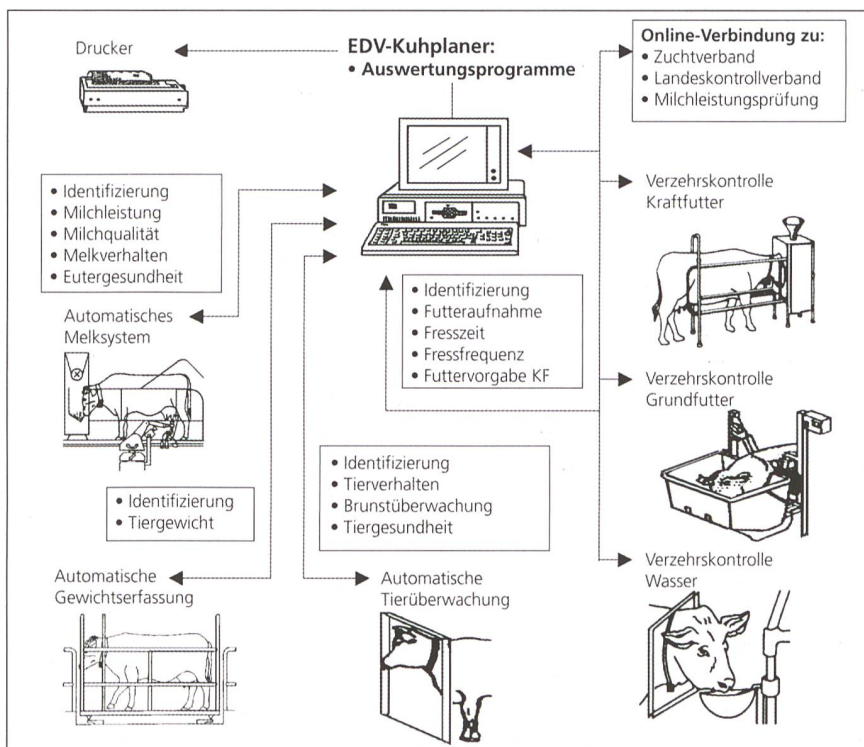 Drucker
EDV-Kuhplaner:
• Auswertungsprogramme
Online-Verbindung zu:
• Zuchtverband
• Landeskontrollverband
• Milchleistungsprüfung
• Identifizierung
• Milchleistung
• Milchqualität
• Melkverhalten
• Eutergesundheit
Verzehrskontrolle
Kraftfutter
• Identifizierung
• Futteraufnahme
• Fresszeit
• Fressfrequenz
• Futtervorgabe KF
Automatisches
Melksystem
Verzehrskontrolle
Grundfutter
• Identifizierung
• Tierverhalten
• Brunstüberwachung
• Tiergesundheit
• Identifizierung
• Tiergewicht
Automatische
Gewichtserfassung
Automatische
Tierüberwachung
Verzehrskontrolle
Wasser